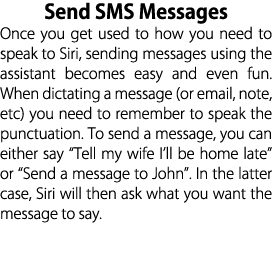 Send SMS Messages
Once you get used to how you need to
speak to Siri, sending messages using the
assistant becomes easy and even fun.
When dictating a message (or email, note,
etc) you need to remember to speak the
punctuation. To send a message, you can
either say “Tell my wife I’ll be home late”
or “Send a message to John”. In the latter
case, Siri will then ask what you want the
message to say.